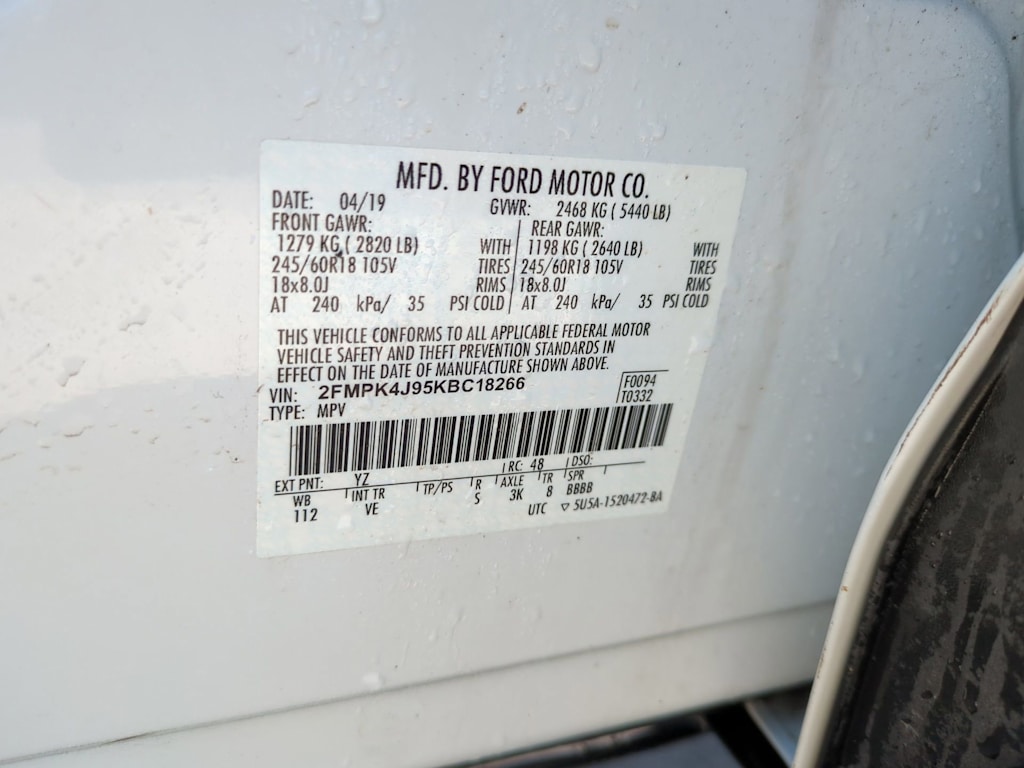 MFD. BY FORD MOTOR CO.
DATE: 04/19 GVWR: 2468 KG ( 5440 LB)
FRONT GAWR: REAR GAWR:
1279 KG ( 2820 LB) WITH 1198 KG ( 2640 LB) WITH
245/60R18 105V TIRES 245/60R18 105V TIRES
18x8.0J RIMS 18x8.0J RIMS
AT 240 kPa/ 35 PSI COLD AT 240 kPa/ 35 PSI COLD
THIS VEHICLE CONFORMS TO ALL APPLICABLE FEDERAL MOTOR
VEHICLE SAFETY AND THEFT PREVENTION STANDARDS IN
EFFECT ON THE DATE OF MANUFACTURE SHOWN ABOVE.
VIN: 2FMPK4J95KBC18266 F0094
TYPE: MPV T0332
EXT PNT: YZ RC: 48 DSO:
WB INT TR TP/PS R AXLE TR SPR
112 VE S 3K 8 BBBB
UTC ▽ 5U5A-1520472-BA